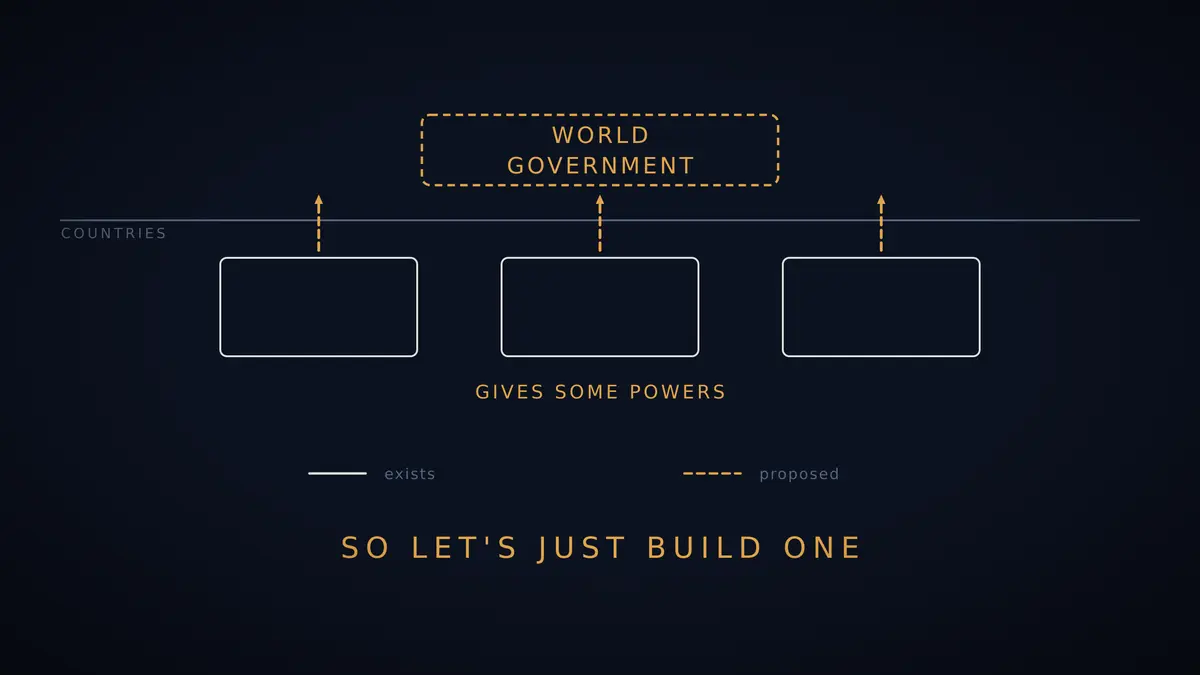 WORLD
GOVERNMENT
COUNTRIES
GIVES SOME POWERS
exists
proposed
SO LET'S JUST BUILD ONE